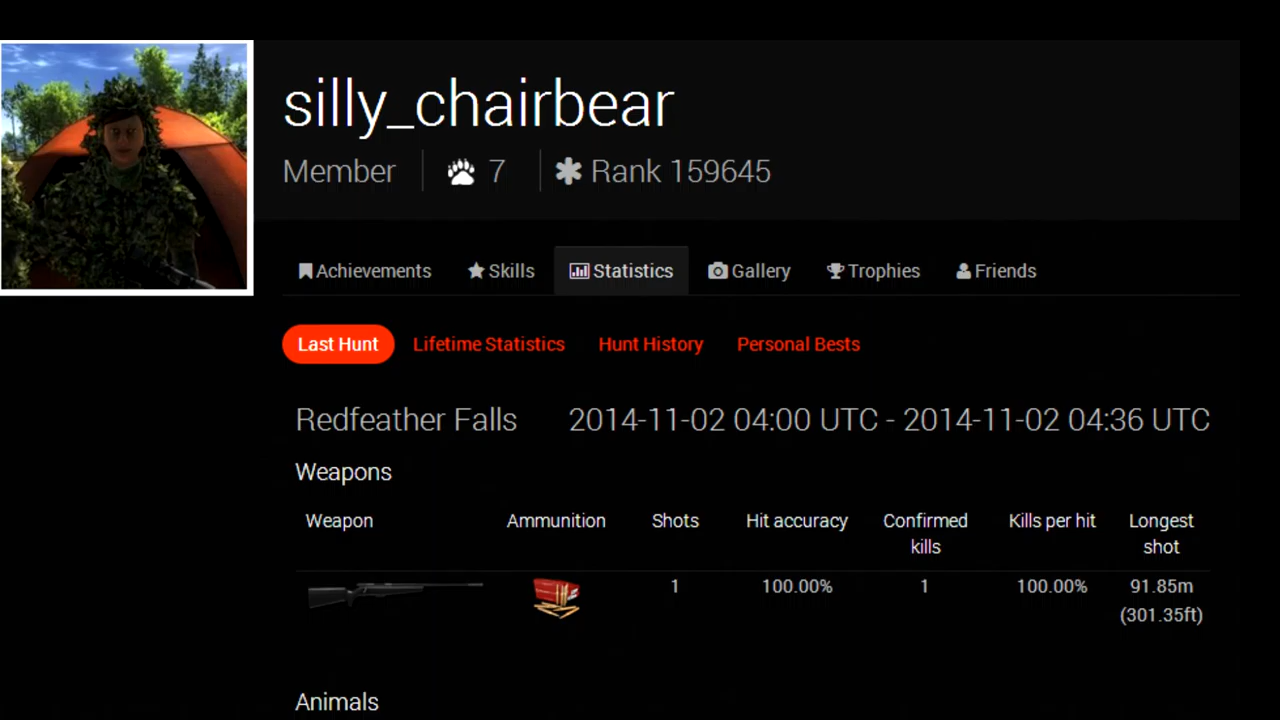 silly_chairbear
Member 7 Rank 159645
Achievements Skills Statistics Gallery Trophies Friends
Last Hunt Lifetime Statistics Hunt History Personal Bests
Redfeather Falls 2014-11-02 04:00 UTC - 2014-11-02 04:36 UTC
Weapons
Weapon Ammunition Shots Hit accuracy Confirmed kills Kills per hit Longest shot
1 100.00% 1 100.00% 91.85m
(301.35ft)
Animals